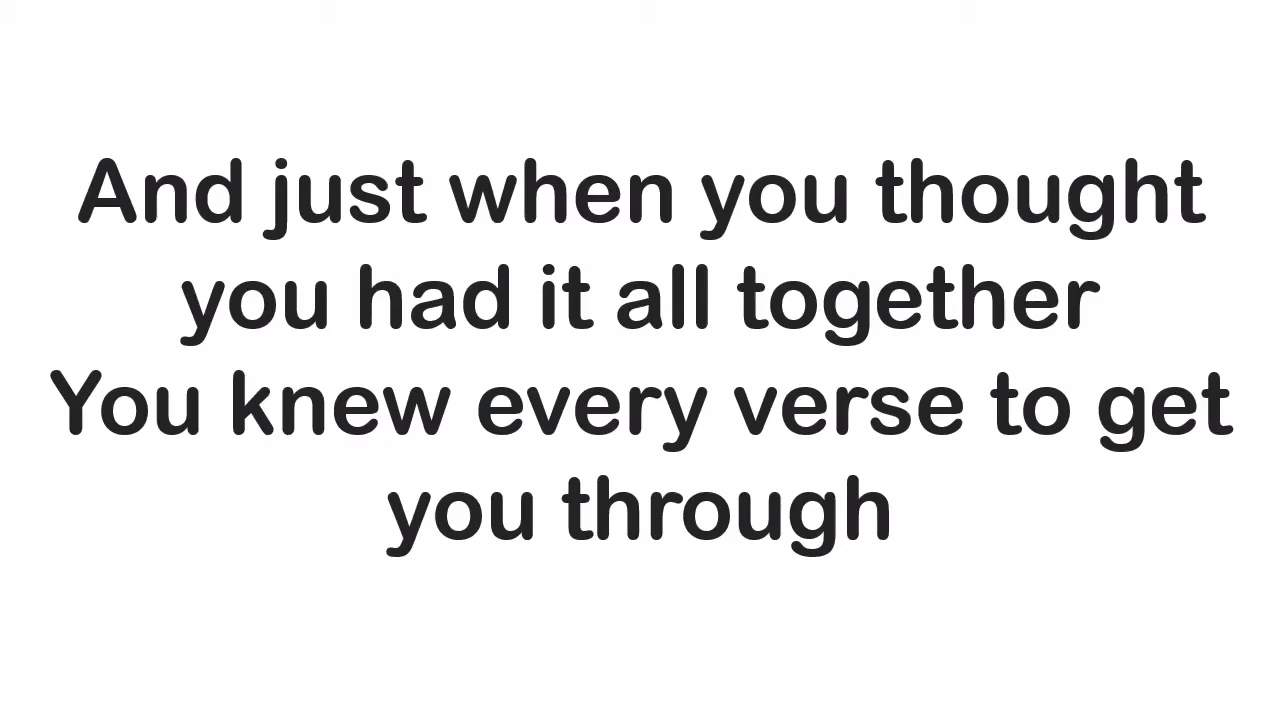 And just when you thought
you had it all together
You knew every verse to get
you through